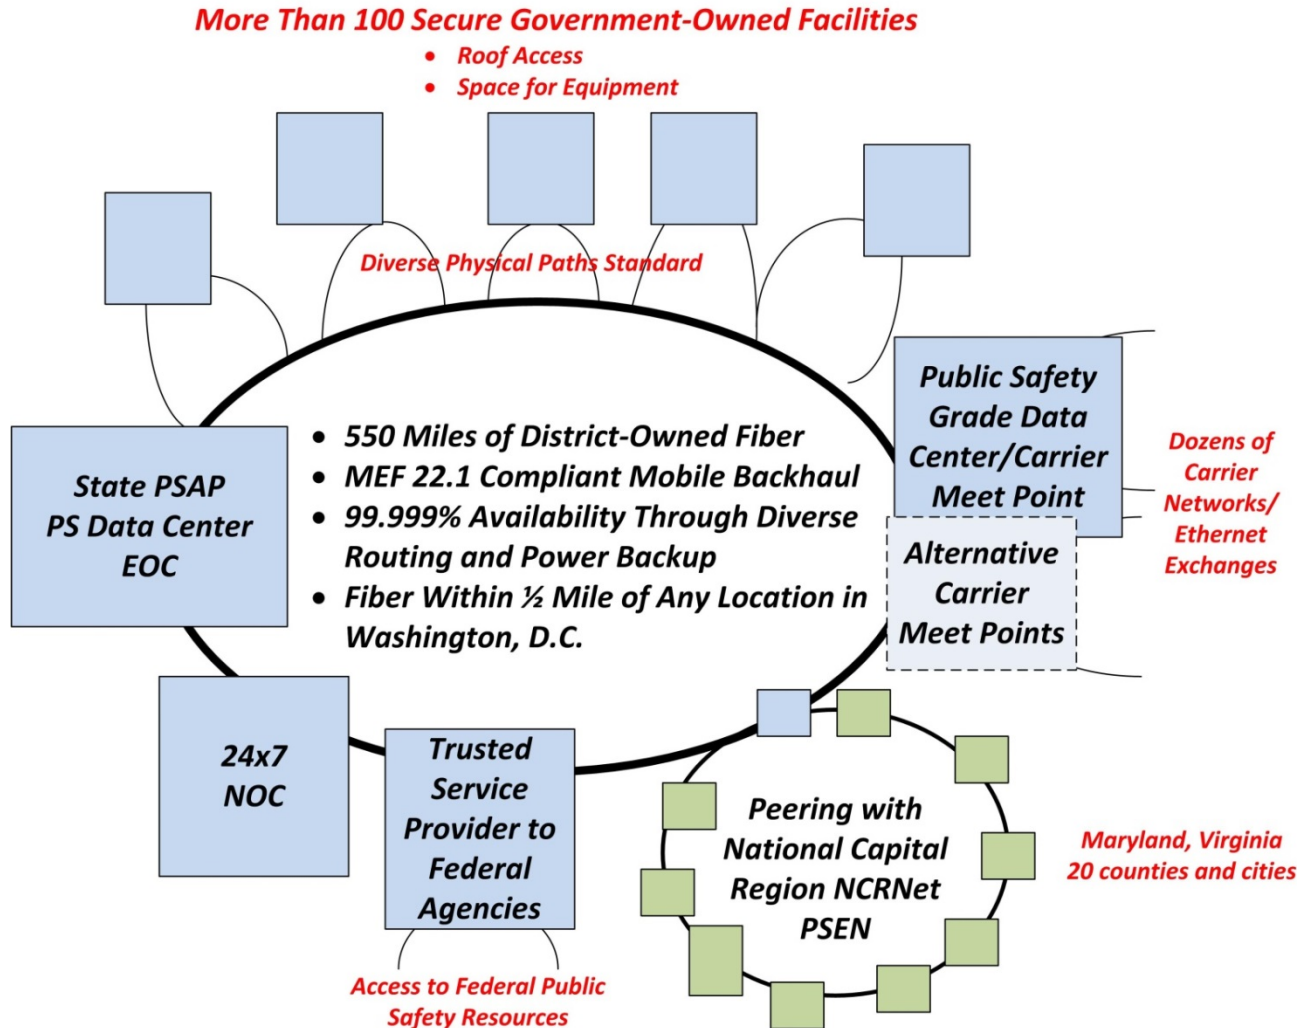 More Than 100 Secure Government-Owned Facilities
• Roof Access
• Space for Equipment
Diverse Physical Paths Standard
• 550 Miles of District-Owned Fiber
• MEF 22.1 Compliant Mobile Backhaul
• 99.999% Availability Through Diverse
Routing and Power Backup
• Fiber Within ½ Mile of Any Location in
Washington, D.C.
State PSAP
PS Data Center
EOC
Public Safety
Grade Data
Center/Carrier
Meet Point
Dozens of
Carrier
Networks/
Ethernet
Exchanges
Alternative
Carrier
Meet Points
24x7
NOC
Trusted
Service
Provider to
Federal
Agencies
Access to Federal Public
Safety Resources
Peering with
National Capital
Region NCRNet
PSEN
Maryland, Virginia
20 counties and cities